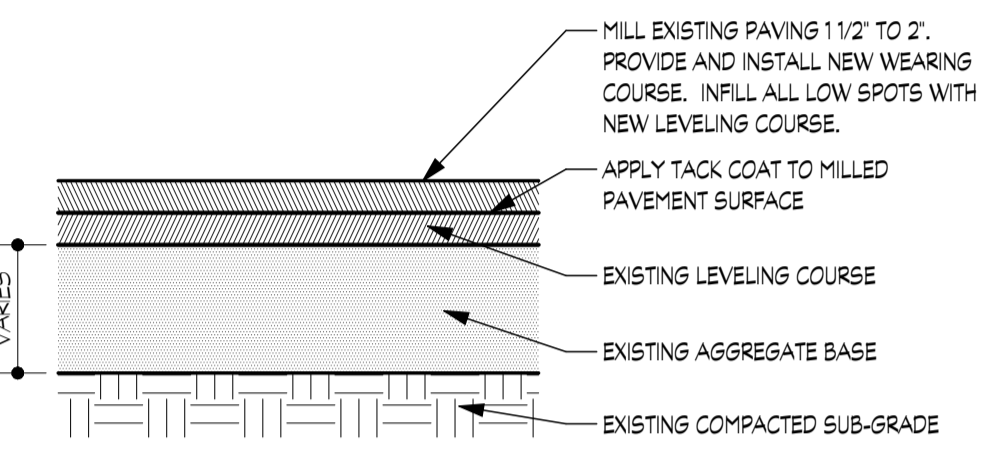 MILL EXISTING PAVING 1 1/2" TO 2".
PROVIDE AND INSTALL NEW WEARING
COURSE. INFILL ALL LOW SPOTS WITH
NEW LEVELING COURSE.
APPLY TACK COAT TO MILLED
PAVEMENT SURFACE
EXISTING LEVELING COURSE
VARIES
EXISTING AGGREGATE BASE
EXISTING COMPACTED SUB-GRADE